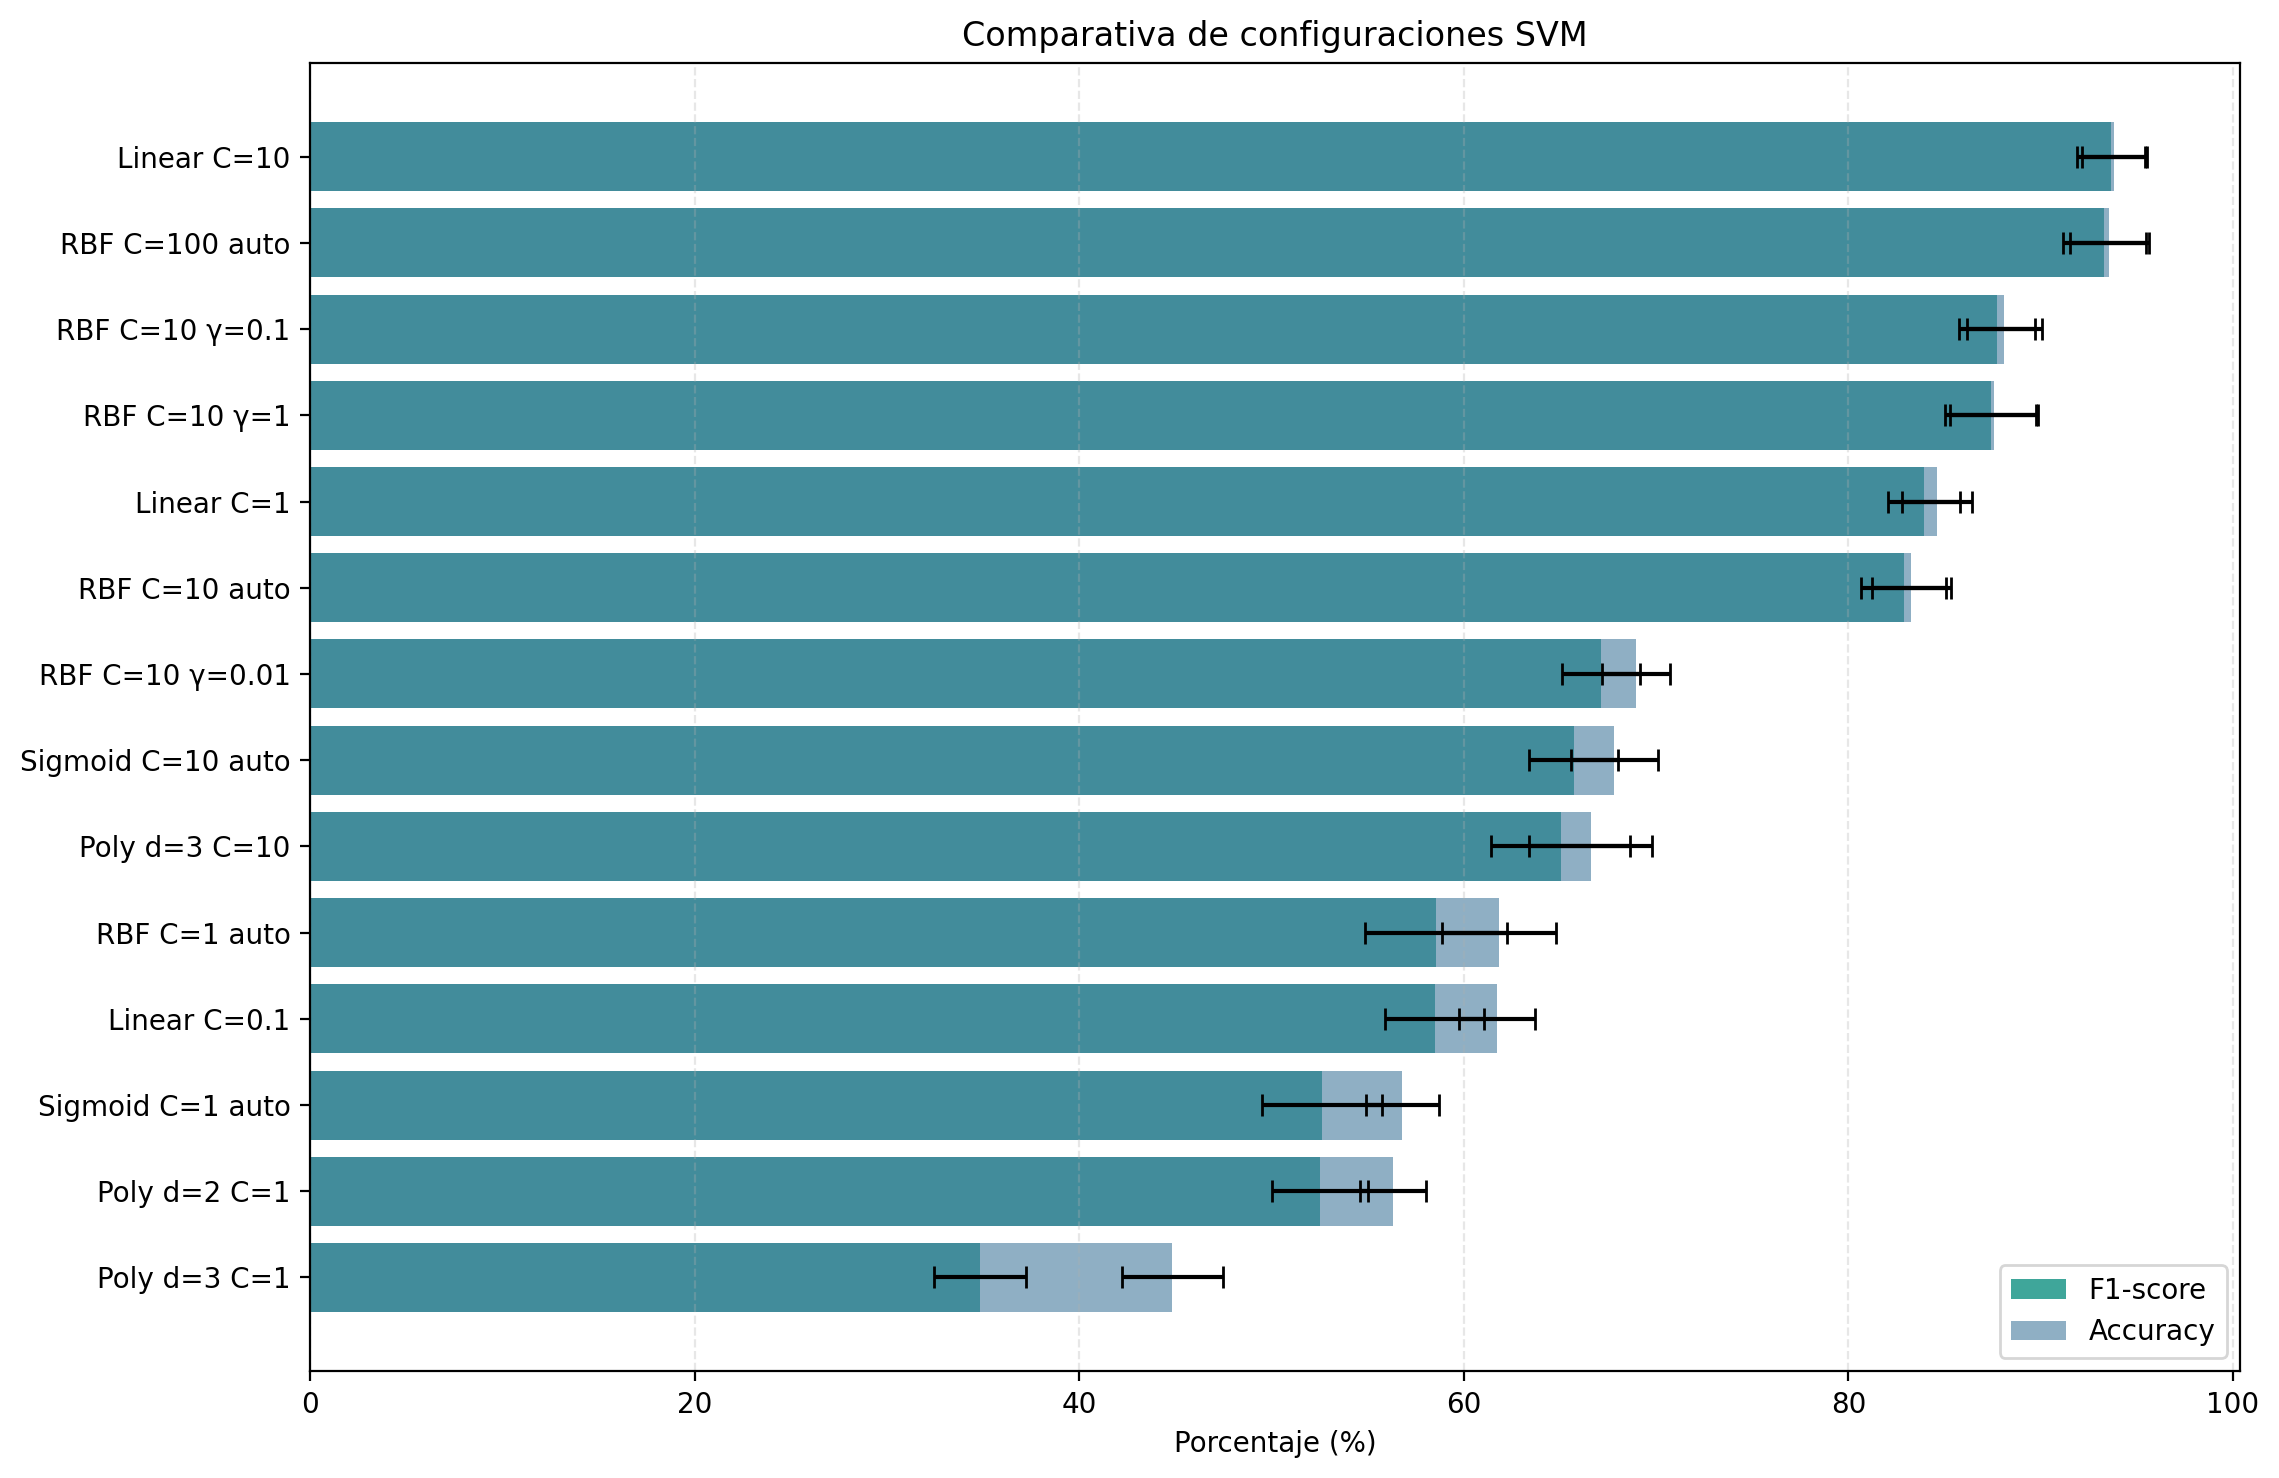 Comparativa de configuraciones SVM
Linear C=10
RBF C=100 auto
RBF C=10 γ=0.1
RBF C=10 γ=1
Linear C=1
RBF C=10 auto
RBF C=10 γ=0.01
Sigmoid C=10 auto
Poly d=3 C=10
RBF C=1 auto
Linear C=0.1
Sigmoid C=1 auto
Poly d=2 C=1
Poly d=3 C=1
F1-score
Accuracy
0 20 40 60 80 100
Porcentaje (%)